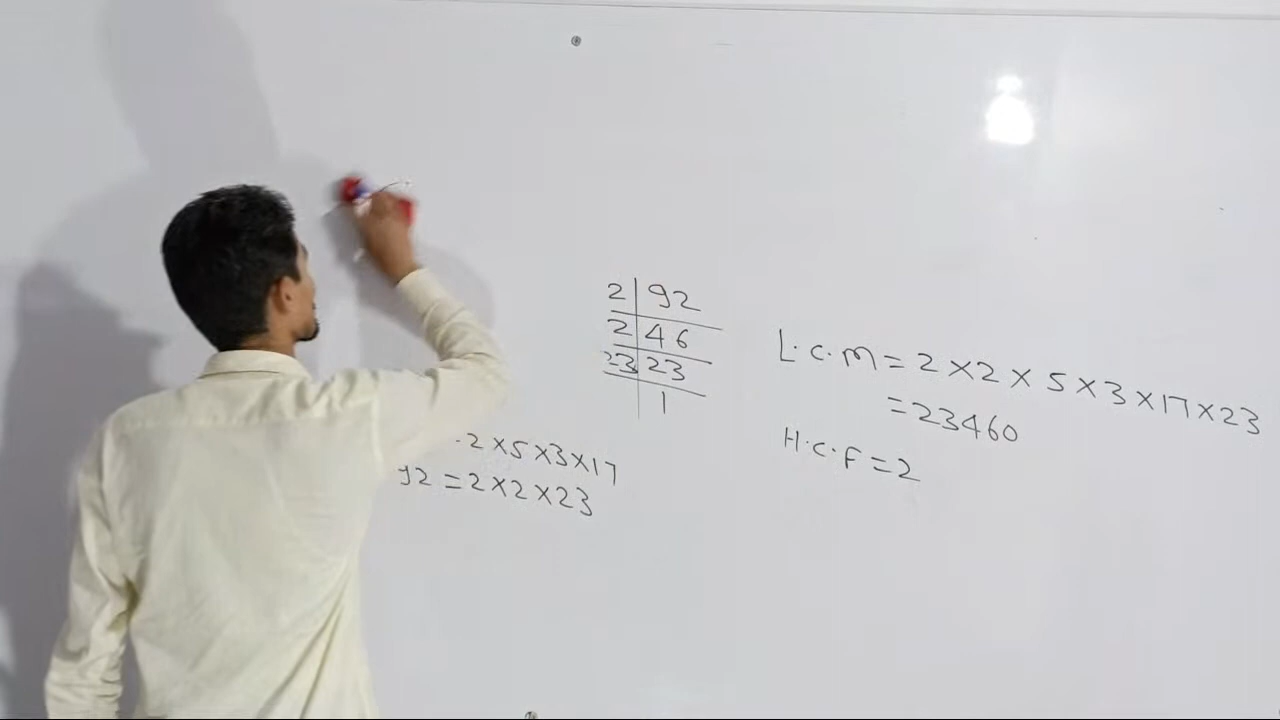 2 | 92
2 | 46
23 | 23
1
2×5×3×17
92 = 2×2×23
L.C.M = 2×2×5×3×17×23
= 23460
H.C.F = 2